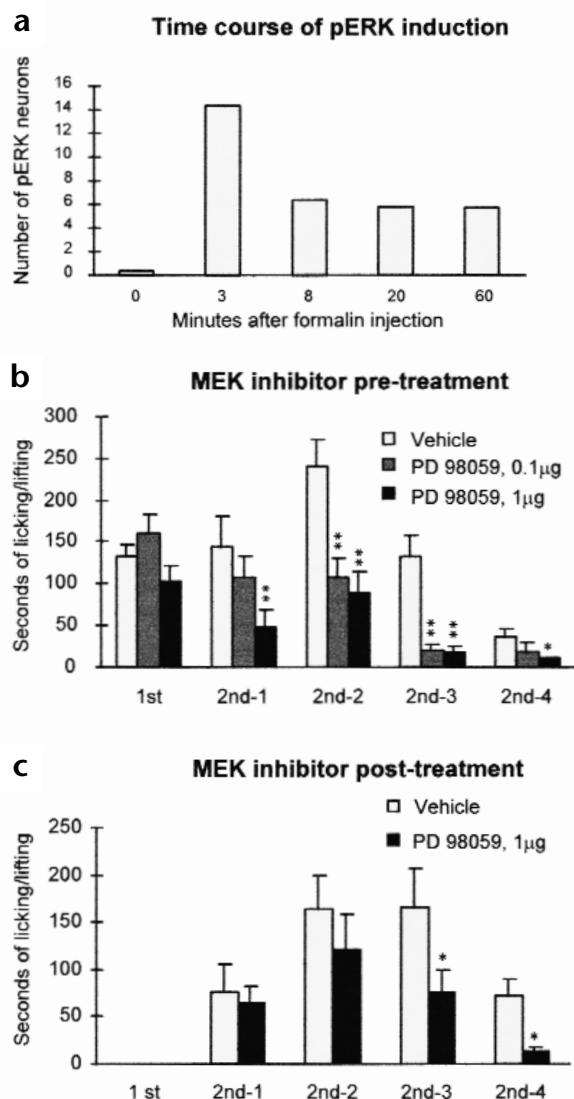 a
Time course of pERK induction
Number of pERK neurons
16
14
12
10
8
6
4
2
0
0 3 8 20 60
Minutes after formalin injection
b
MEK inhibitor pre-treatment
Seconds of licking/lifting
300
250
200
150
100
50
0
Vehicle
PD 98059, 0.1µg
PD 98059, 1µg
** ** ** ** ** *
1st 2nd-1 2nd-2 2nd-3 2nd-4
c
MEK inhibitor post-treatment
Seconds of licking/lifting
250
200
150
100
50
0
Vehicle
PD 98059, 1µg
* *
1 st 2nd-1 2nd-2 2nd-3 2nd-4